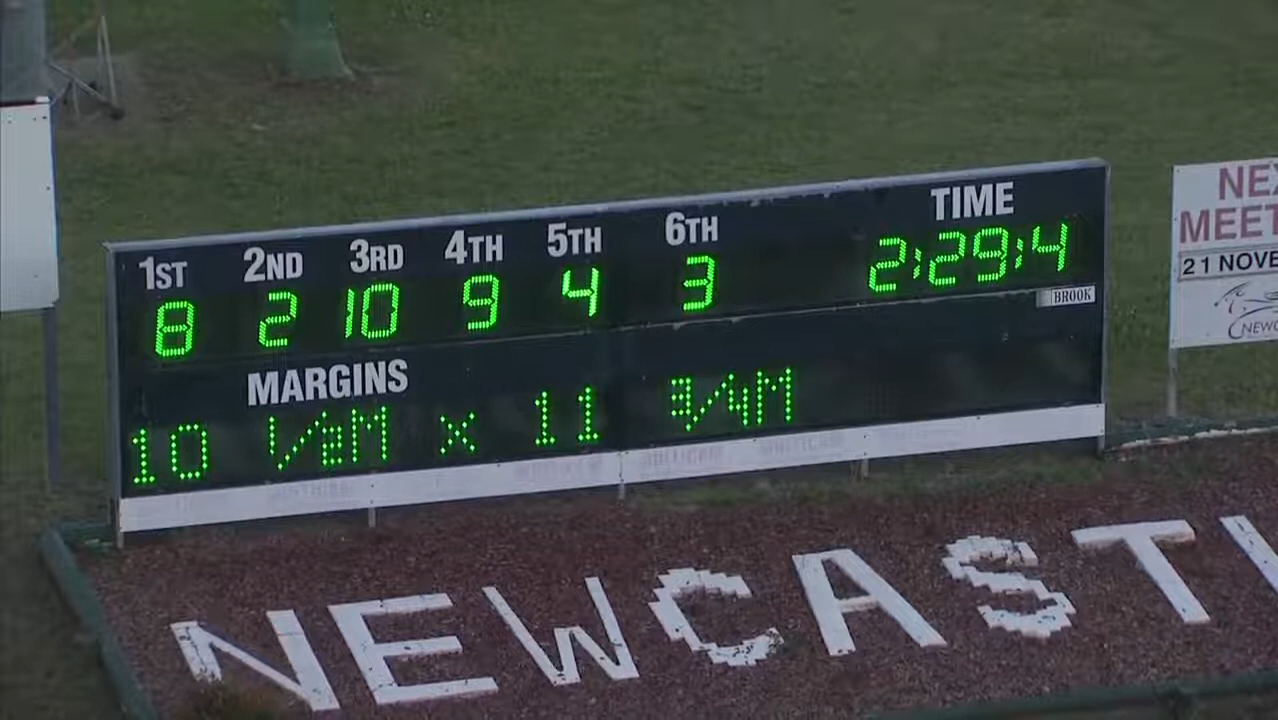 1ST 2ND 3RD 4TH 5TH 6TH TIME
8 2 10 9 4 3 2:29:4
BROOK
MARGINS
10 1/2M x 11 3/4M
NEWCASTL
NEX
MEET
21 NOVE
NEWC